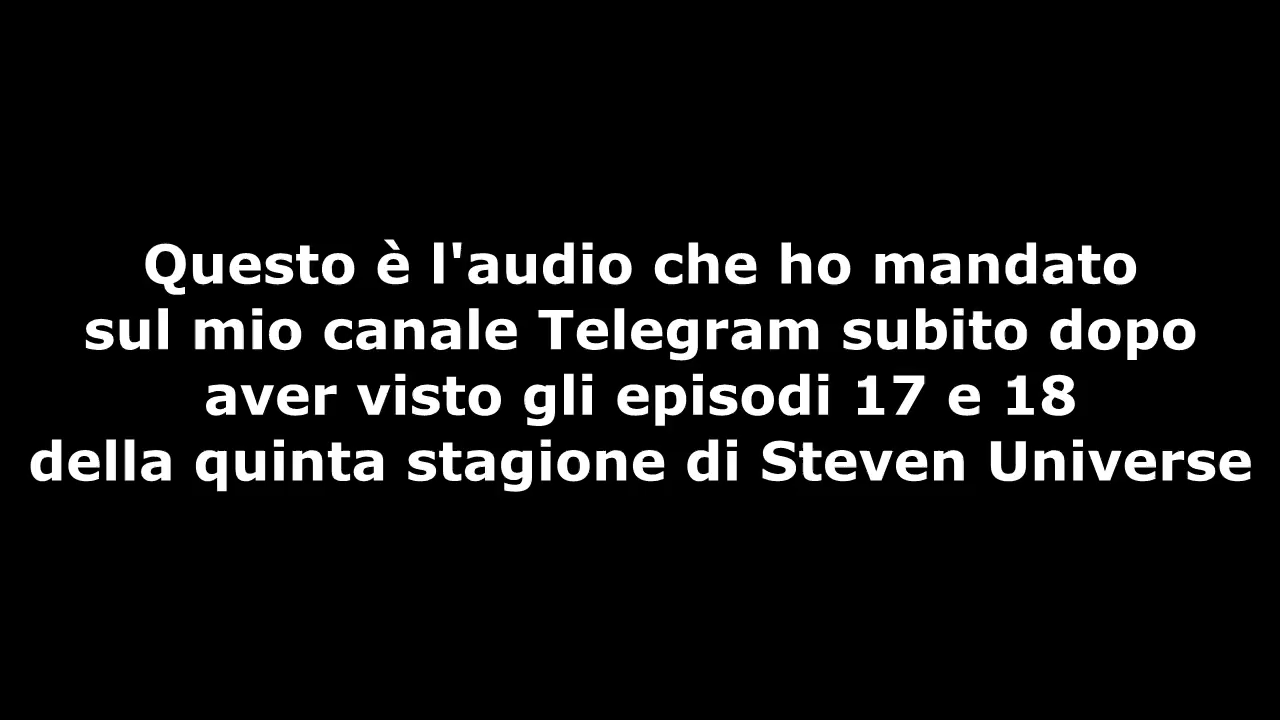 Questo è l'audio che ho mandato
sul mio canale Telegram subito dopo
aver visto gli episodi 17 e 18
della quinta stagione di Steven Universe